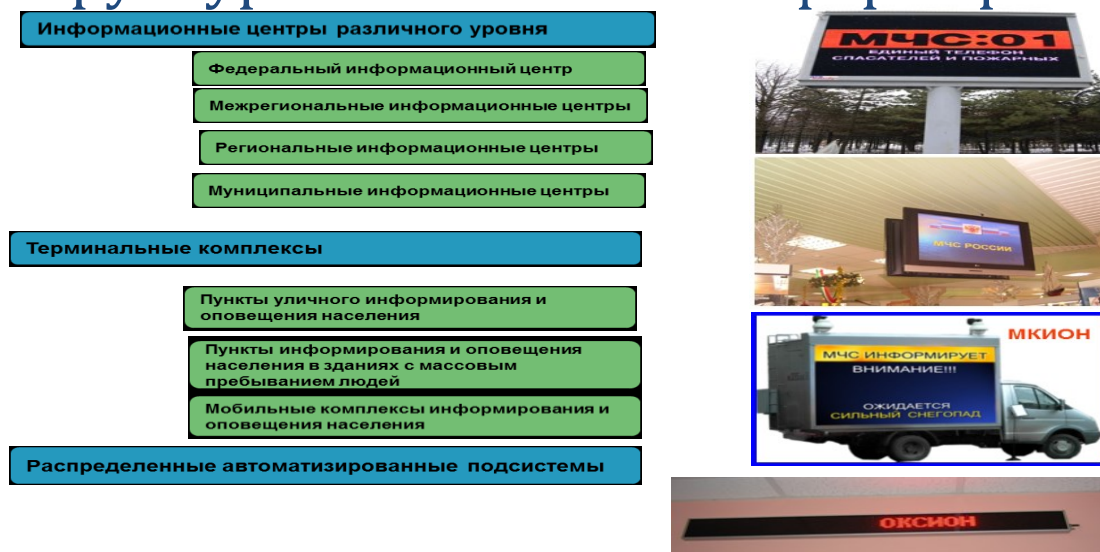 Информационные центры различного уровня
Федеральный информационный центр
Межрегиональные информационные центры
Региональные информационные центры
Муниципальные информационные центры
Терминальные комплексы
Пункты уличного информирования и
оповещения населения
Пункты информирования и оповещения
населения в зданиях с массовым
пребыванием людей
Мобильные комплексы информирования и
оповещения населения
Распределенные автоматизированные подсистемы
МЧС:01
ЕДИНЫЙ ТЕЛЕФОН
СПАСАТЕЛЕЙ И ПОЖАРНЫХ
МЧС РОССИИ
МКИОН
МЧС ИНФОРМИРУЕТ
ВНИМАНИЕ!!!
ОЖИДАЕТСЯ
СИЛЬНЫЙ СНЕГОПАД
ОКСИОН